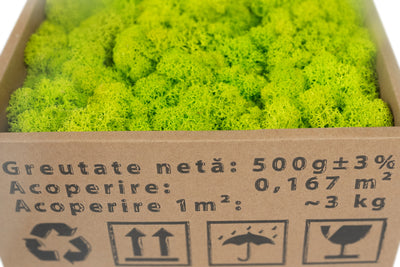 Greutate netă: 500g±3%
Acoperire: 0,167 m²
Acoperire 1m²: ~3 kg